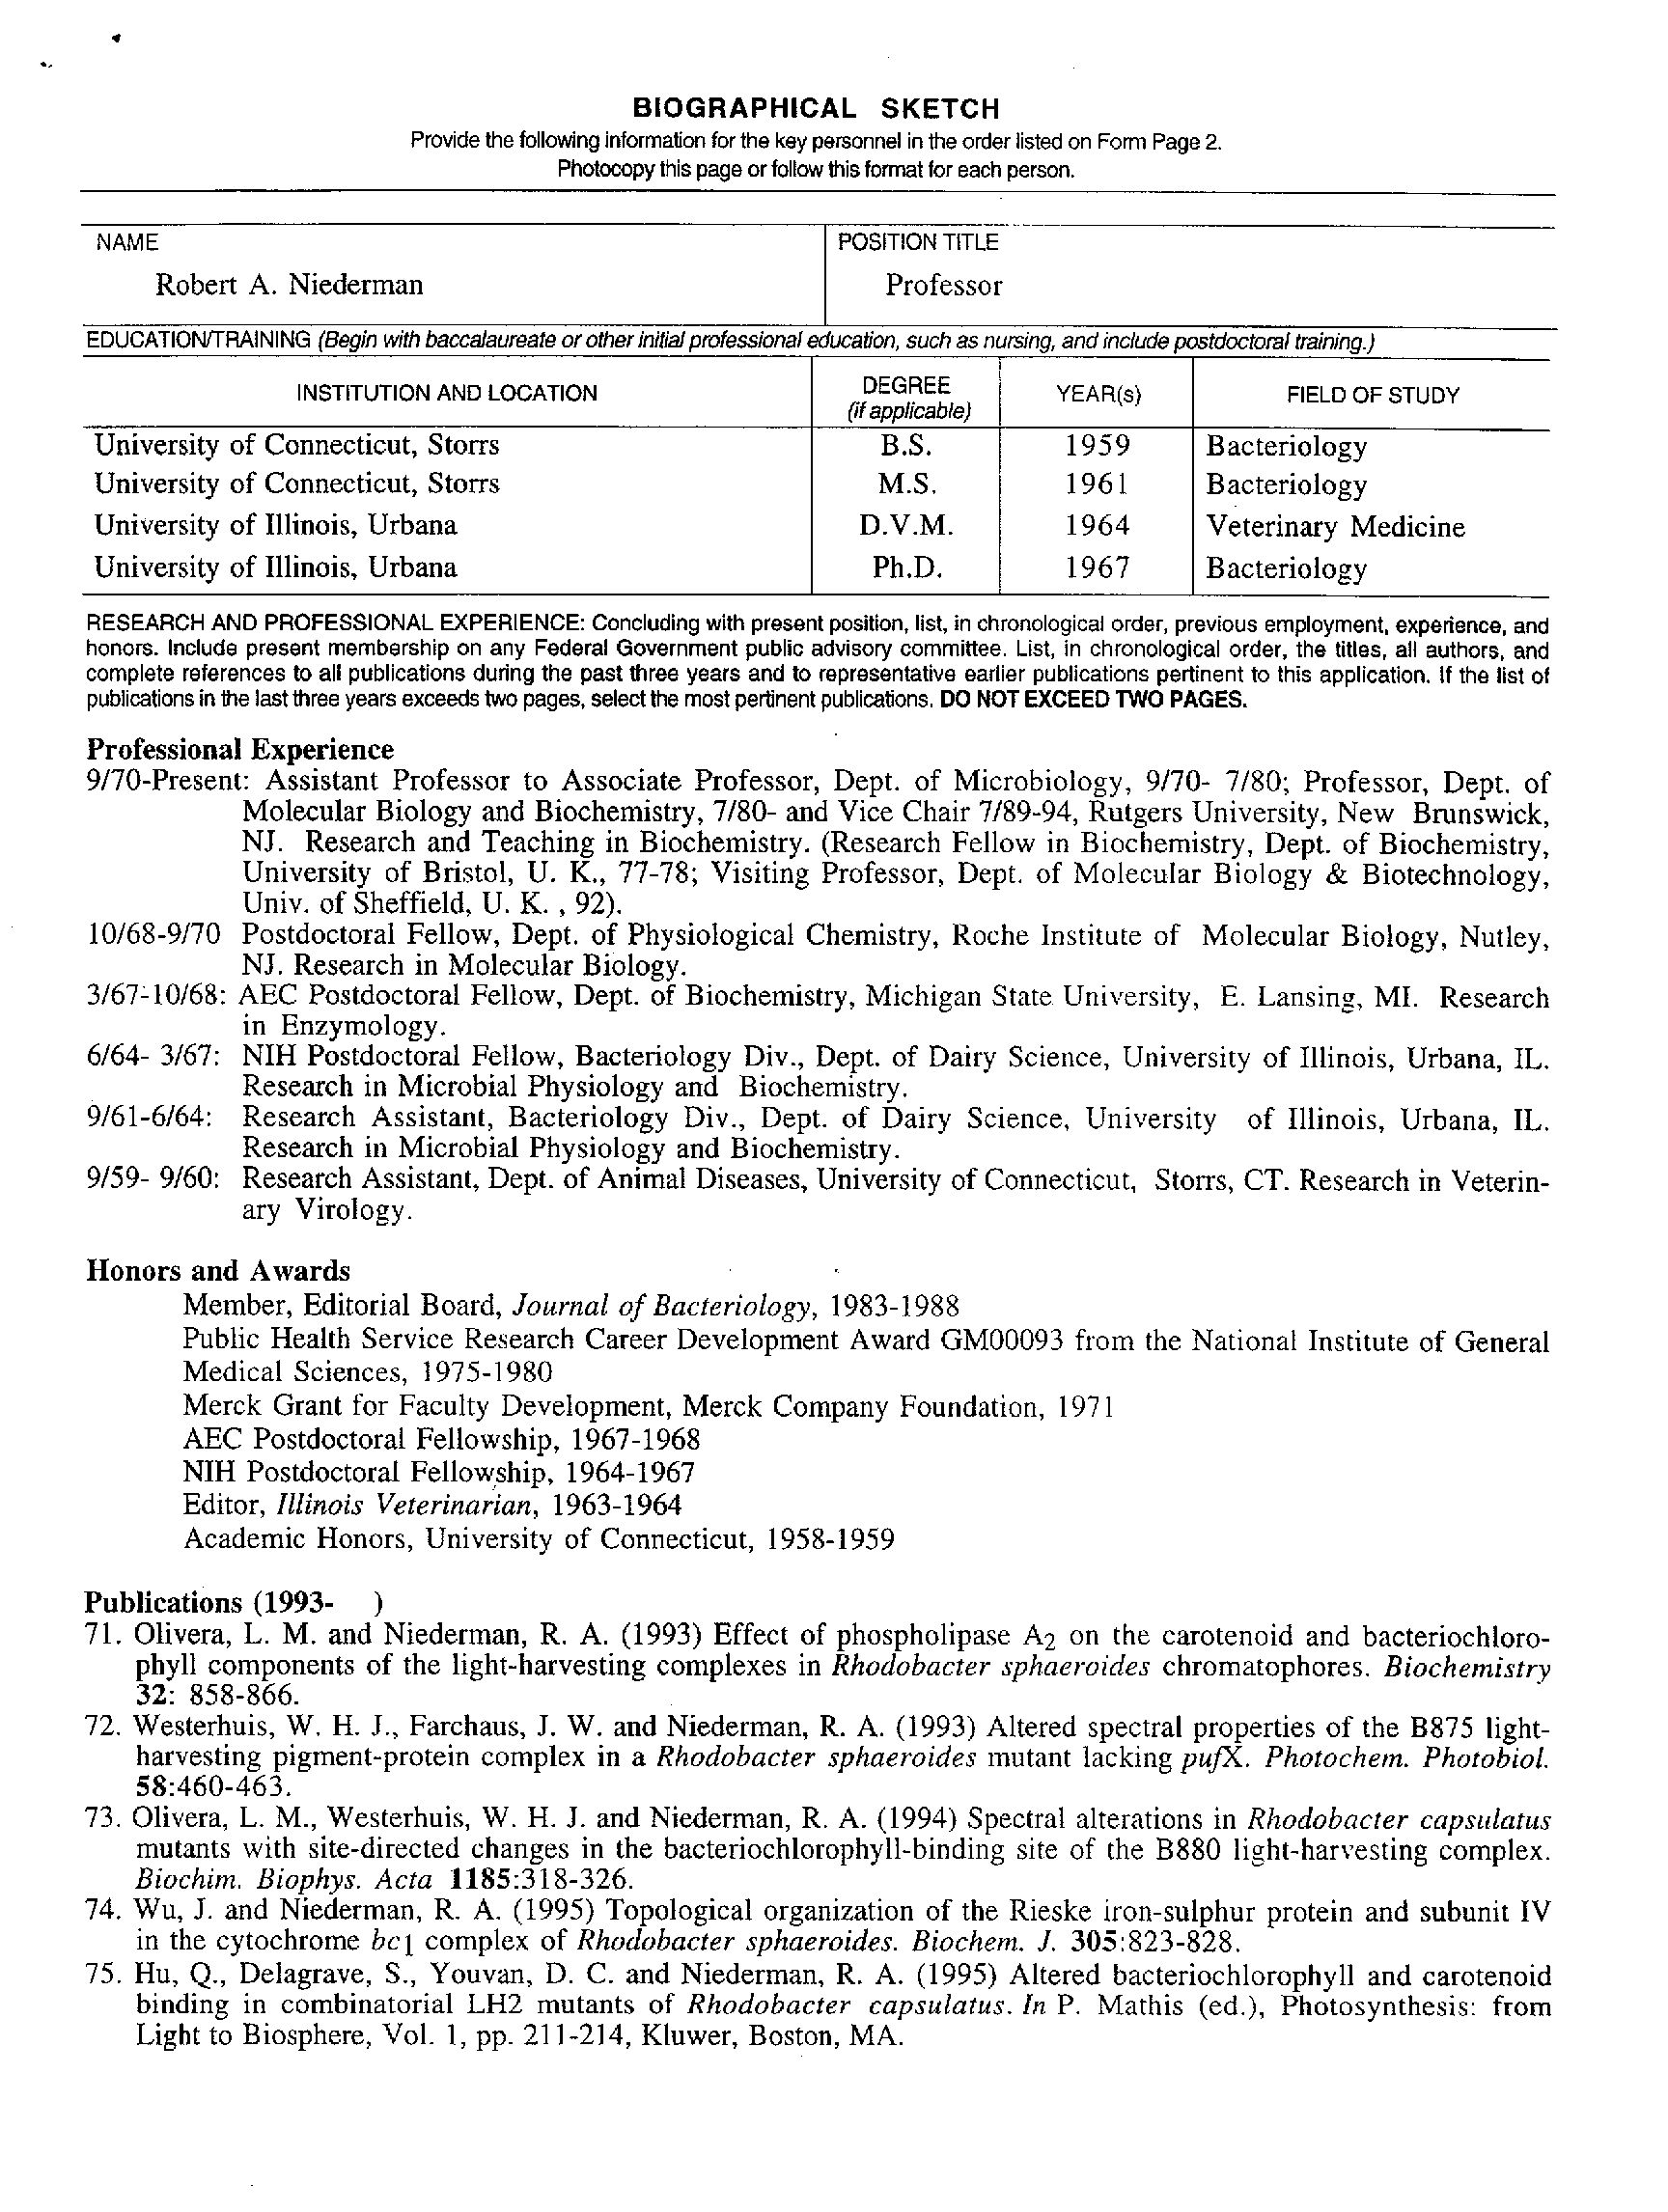 BIOGRAPHICAL SKETCH
Provide the following information for the key personnel in the order listed on Form Page 2.
Photocopy this page or follow this format for each person.
NAME
POSITION TITLE
Robert A. Niederman
Professor
EDUCATION/TRAINING (Begin with baccalaureate or other initial professional education, such as nursing, and include postdoctoral training.)
INSTITUTION AND LOCATION DEGREE (if applicable) YEAR(s) FIELD OF STUDY
University of Connecticut, Storrs B.S. 1959 Bacteriology
University of Connecticut, Storrs M.S. 1961 Bacteriology
University of Illinois, Urbana D.V.M. 1964 Veterinary Medicine
University of Illinois, Urbana Ph.D. 1967 Bacteriology
RESEARCH AND PROFESSIONAL EXPERIENCE: Concluding with present position, list, in chronological order, previous employment, experience, and
honors. Include present membership on any Federal Government public advisory committee. List, in chronological order, the titles, all authors, and
complete references to all publications during the past three years and to representative earlier publications pertinent to this application. If the list of
publications in the last three years exceeds two pages, select the most pertinent publications. DO NOT EXCEED TWO PAGES.
Professional Experience
9/70-Present: Assistant Professor to Associate Professor, Dept. of Microbiology, 9/70- 7/80; Professor, Dept. of
Molecular Biology and Biochemistry, 7/80- and Vice Chair 7/89-94, Rutgers University, New Brunswick,
NJ. Research and Teaching in Biochemistry. (Research Fellow in Biochemistry, Dept. of Biochemistry,
University of Bristol, U. K., 77-78; Visiting Professor, Dept. of Molecular Biology & Biotechnology,
Univ. of Sheffield, U. K. , 92).
10/68-9/70 Postdoctoral Fellow, Dept. of Physiological Chemistry, Roche Institute of Molecular Biology, Nutley,
NJ. Research in Molecular Biology.
3/67-10/68: AEC Postdoctoral Fellow, Dept. of Biochemistry, Michigan State University, E. Lansing, MI. Research
in Enzymology.
6/64- 3/67: NIH Postdoctoral Fellow, Bacteriology Div., Dept. of Dairy Science, University of Illinois, Urbana, IL.
Research in Microbial Physiology and Biochemistry.
9/61-6/64: Research Assistant, Bacteriology Div., Dept. of Dairy Science, University of Illinois, Urbana, IL.
Research in Microbial Physiology and Biochemistry.
9/59- 9/60: Research Assistant, Dept. of Animal Diseases, University of Connecticut, Storrs, CT. Research in Veterin-
ary Virology.
Honors and Awards
Member, Editorial Board, Journal of Bacteriology, 1983-1988
Public Health Service Research Career Development Award GM00093 from the National Institute of General
Medical Sciences, 1975-1980
Merck Grant for Faculty Development, Merck Company Foundation, 1971
AEC Postdoctoral Fellowship, 1967-1968
NIH Postdoctoral Fellowship, 1964-1967
Editor, Illinois Veterinarian, 1963-1964
Academic Honors, University of Connecticut, 1958-1959
Publications (1993- )
71. Olivera, L. M. and Niederman, R. A. (1993) Effect of phospholipase A2 on the carotenoid and bacteriochloro-
phyll components of the light-harvesting complexes in Rhodobacter sphaeroides chromatophores. Biochemistry
32: 858-866.
72. Westerhuis, W. H. J., Farchaus, J. W. and Niederman, R. A. (1993) Altered spectral properties of the B875 light-
harvesting pigment-protein complex in a Rhodobacter sphaeroides mutant lacking pufX. Photochem. Photobiol.
58:460-463.
73. Olivera, L. M., Westerhuis, W. H. J. and Niederman, R. A. (1994) Spectral alterations in Rhodobacter capsulatus
mutants with site-directed changes in the bacteriochlorophyll-binding site of the B880 light-harvesting complex.
Biochim. Biophys. Acta 1185:318-326.
74. Wu, J. and Niederman, R. A. (1995) Topological organization of the Rieske iron-sulphur protein and subunit IV
in the cytochrome bc1 complex of Rhodobacter sphaeroides. Biochem. J. 305:823-828.
75. Hu, Q., Delagrave, S., Youvan, D. C. and Niederman, R. A. (1995) Altered bacteriochlorophyll and carotenoid
binding in combinatorial LH2 mutants of Rhodobacter capsulatus. In P. Mathis (ed.), Photosynthesis: from
Light to Biosphere, Vol. 1, pp. 211-214, Kluwer, Boston, MA.